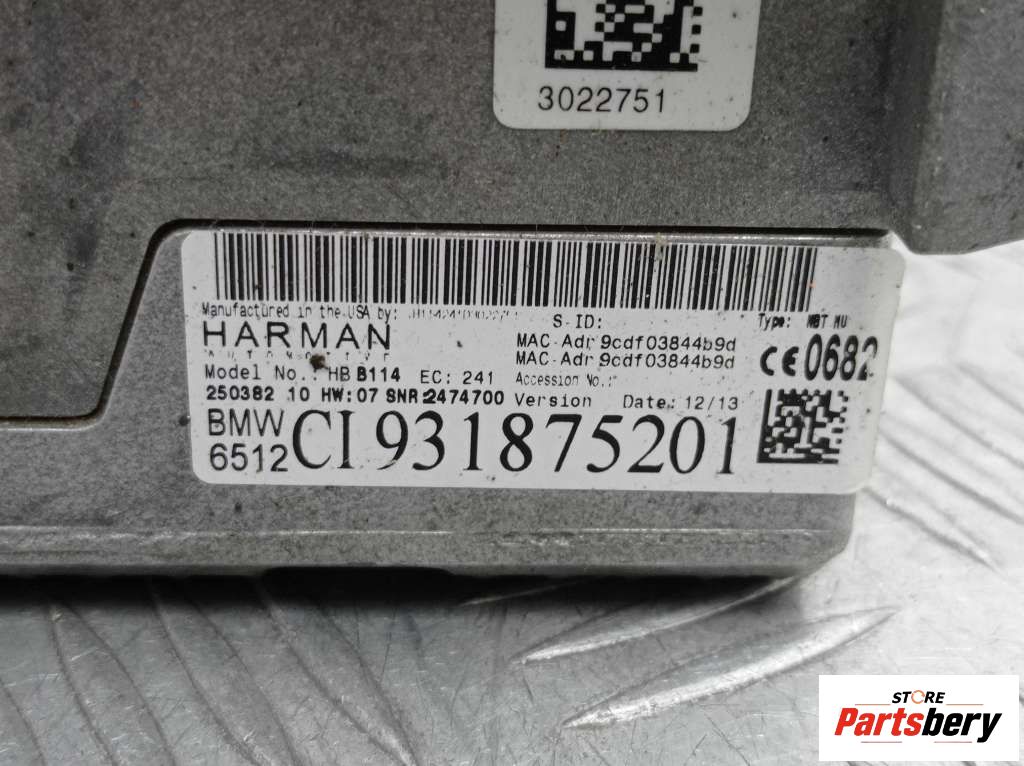 3022751
Manufactured in the USA by:
S-ID:
Type: NBT MU
HARMAN
MAC-Adr 9cdf03844b9d
MAC-Adr 9cdf03844b9d
CE 0682
Model No.: HB B114 EC: 241
Accession No.:
250382 10 HW:07 SNR:2474700
Version Date: 12/13
BMW
6512 CI 931875201
STORE
Partsbery